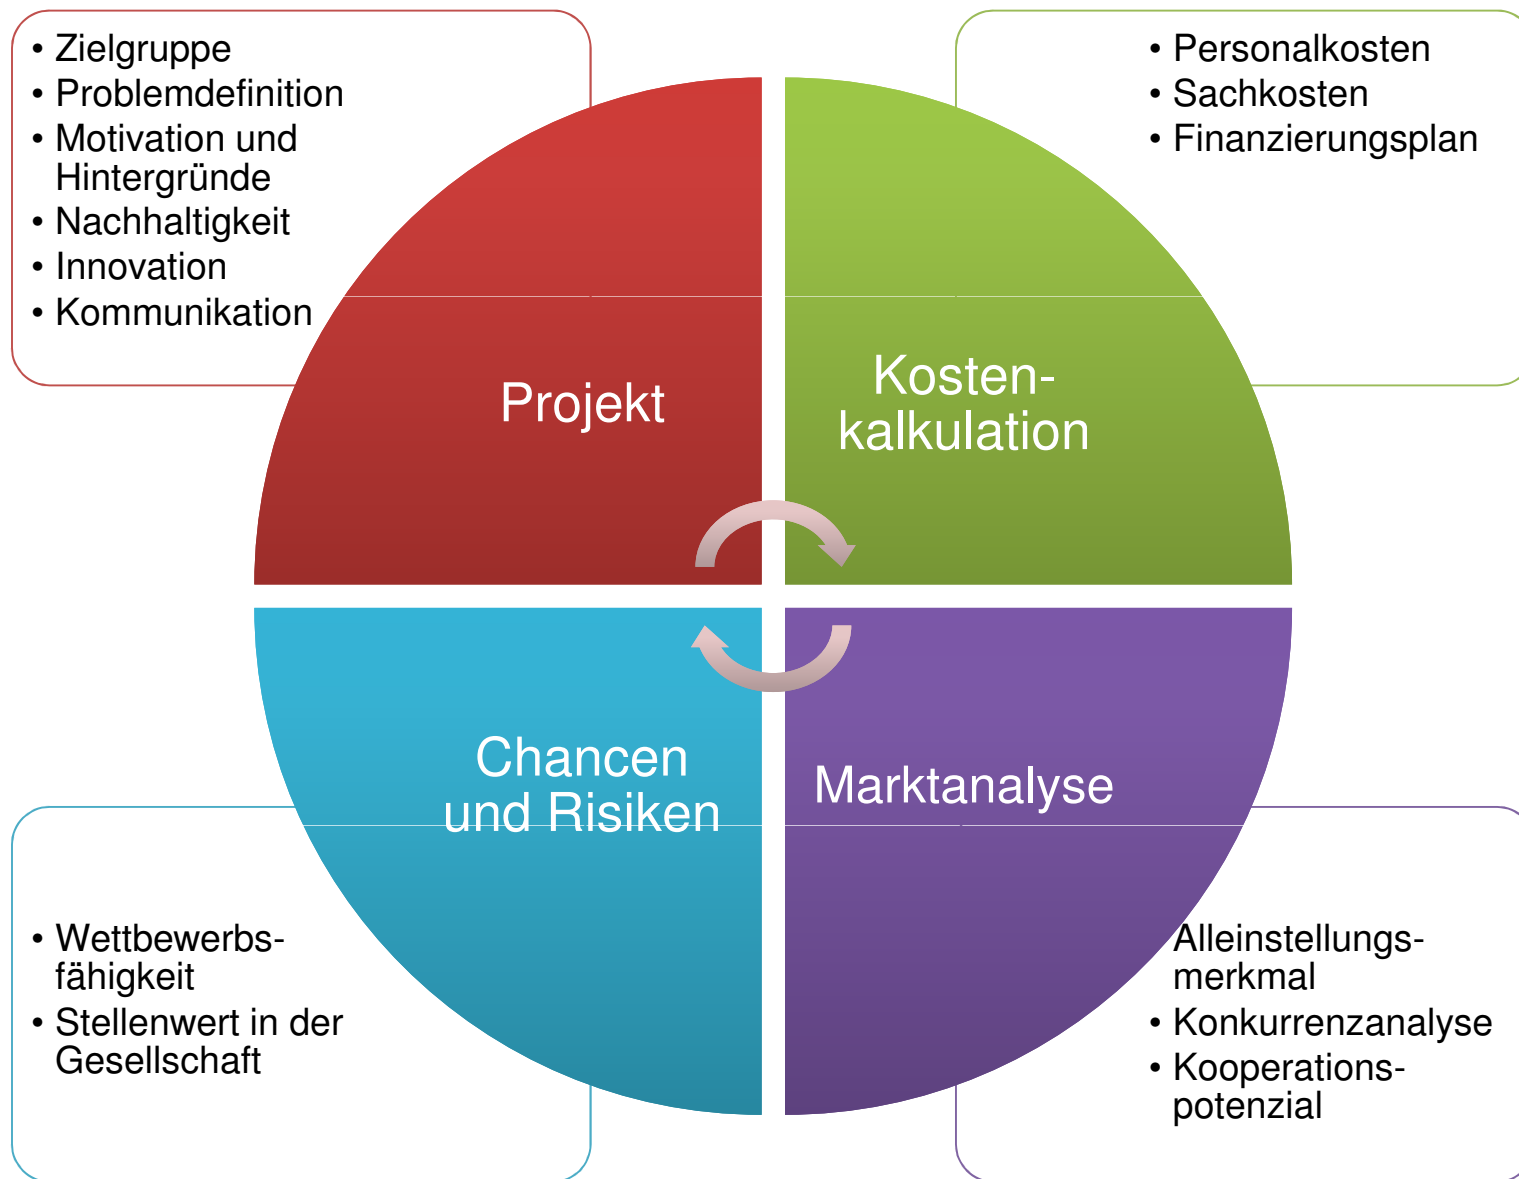 • Zielgruppe
• Problemdefinition
• Motivation und
Hintergründe
• Nachhaltigkeit
• Innovation
• Kommunikation
• Personalkosten
• Sachkosten
• Finanzierungsplan
Projekt
Kosten-
kalkulation
Chancen
und Risiken
Marktanalyse
• Wettbewerbs-
fähigkeit
• Stellenwert in der
Gesellschaft
Alleinstellungs-
merkmal
• Konkurrenzanalyse
• Kooperations-
potenzial